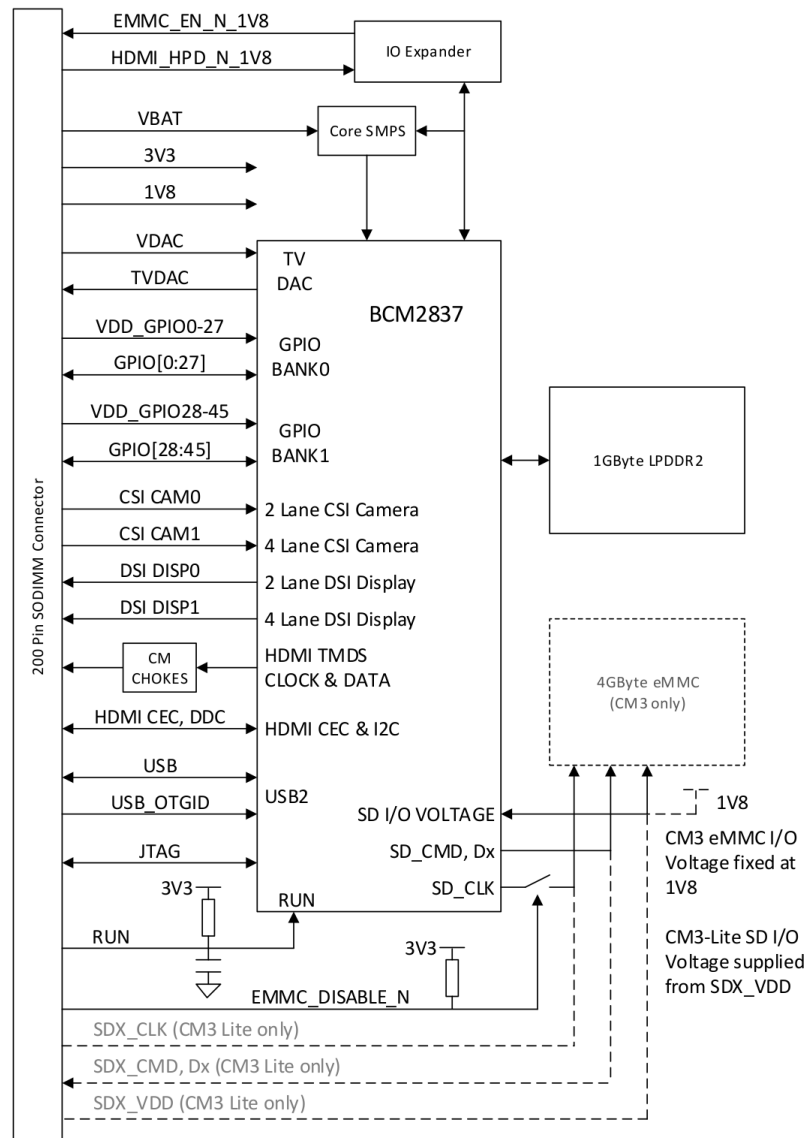 EMMC_EN_N_1V8
IO Expander
HDMI_HPD_N_1V8
VBAT
Core SMPS
3V3
1V8
VDAC
TV
DAC
TVDAC
BCM2837
VDD_GPIO0-27
GPIO
BANK0
GPIO[0:27]
VDD_GPIO28-45
GPIO
BANK1
GPIO[28:45]
1GByte LPDDR2
200 Pin SODIMM Connector
CSI CAM0
2 Lane CSI Camera
CSI CAM1
4 Lane CSI Camera
DSI DISP0
2 Lane DSI Display
DSI DISP1
4 Lane DSI Display
CM
CHOKES
HDMI TMDS
CLOCK & DATA
4GByte eMMC
(CM3 only)
HDMI CEC, DDC
HDMI CEC & I2C
USB
USB2
USB_OTGID
SD I/O VOLTAGE
1V8
JTAG
SD_CMD, Dx
CM3 eMMC I/O
Voltage fixed at
1V8
SD_CLK
3V3
RUN
RUN
3V3
CM3-Lite SD I/O
Voltage supplied
from SDX_VDD
EMMC_DISABLE_N
SDX_CLK (CM3 Lite only)
SDX_CMD, Dx (CM3 Lite only)
SDX_VDD (CM3 Lite only)